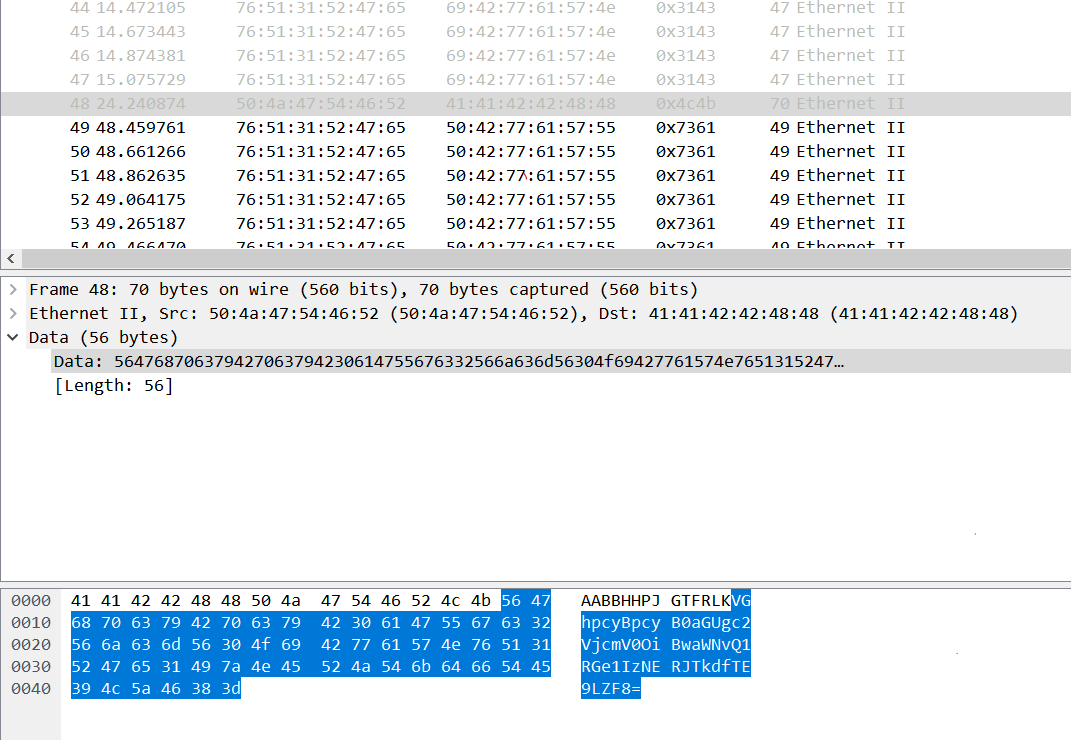 44 14.472105 76:51:31:52:47:65 69:42:77:61:57:4e 0x3143 47 Ethernet II
45 14.673443 76:51:31:52:47:65 69:42:77:61:57:4e 0x3143 47 Ethernet II
46 14.874381 76:51:31:52:47:65 69:42:77:61:57:4e 0x3143 47 Ethernet II
47 15.075729 76:51:31:52:47:65 69:42:77:61:57:4e 0x3143 47 Ethernet II
48 24.240874 50:4a:47:54:46:52 41:41:42:42:48:48 0x4c4b 70 Ethernet II
49 48.459761 76:51:31:52:47:65 50:42:77:61:57:55 0x7361 49 Ethernet II
50 48.661266 76:51:31:52:47:65 50:42:77:61:57:55 0x7361 49 Ethernet II
51 48.862635 76:51:31:52:47:65 50:42:77:61:57:55 0x7361 49 Ethernet II
52 49.064175 76:51:31:52:47:65 50:42:77:61:57:55 0x7361 49 Ethernet II
53 49.265187 76:51:31:52:47:65 50:42:77:61:57:55 0x7361 49 Ethernet II
54 49.466470 76:51:31:52:47:65 50:42:77:61:57:55 0x7361 49 Ethernet II
Frame 48: 70 bytes on wire (560 bits), 70 bytes captured (560 bits)
Ethernet II, Src: 50:4a:47:54:46:52 (50:4a:47:54:46:52), Dst: 41:41:42:42:48:48 (41:41:42:42:48:48)
Data (56 bytes)
Data: 564768706379427063794230614755676332566a636d56304f69427761574e7651315247…
[Length: 56]
0000 41 41 42 42 48 48 50 4a 47 54 46 52 4c 4b 56 47 AABBHHPJ GTFRLKVG
0010 68 70 63 79 42 70 63 79 42 30 61 47 55 67 63 32 hpcyBpcy B0aGUgc2
0020 56 6a 63 6d 56 30 4f 69 42 77 61 57 4e 76 51 31 VjcmV0Oi BwaWNvQ1
0030 52 47 65 31 49 7a 4e 45 52 4a 54 6b 64 66 54 45 RGe1IzNE RJTkdfTE
0040 39 4c 5a 46 38 3d 9LZF8=